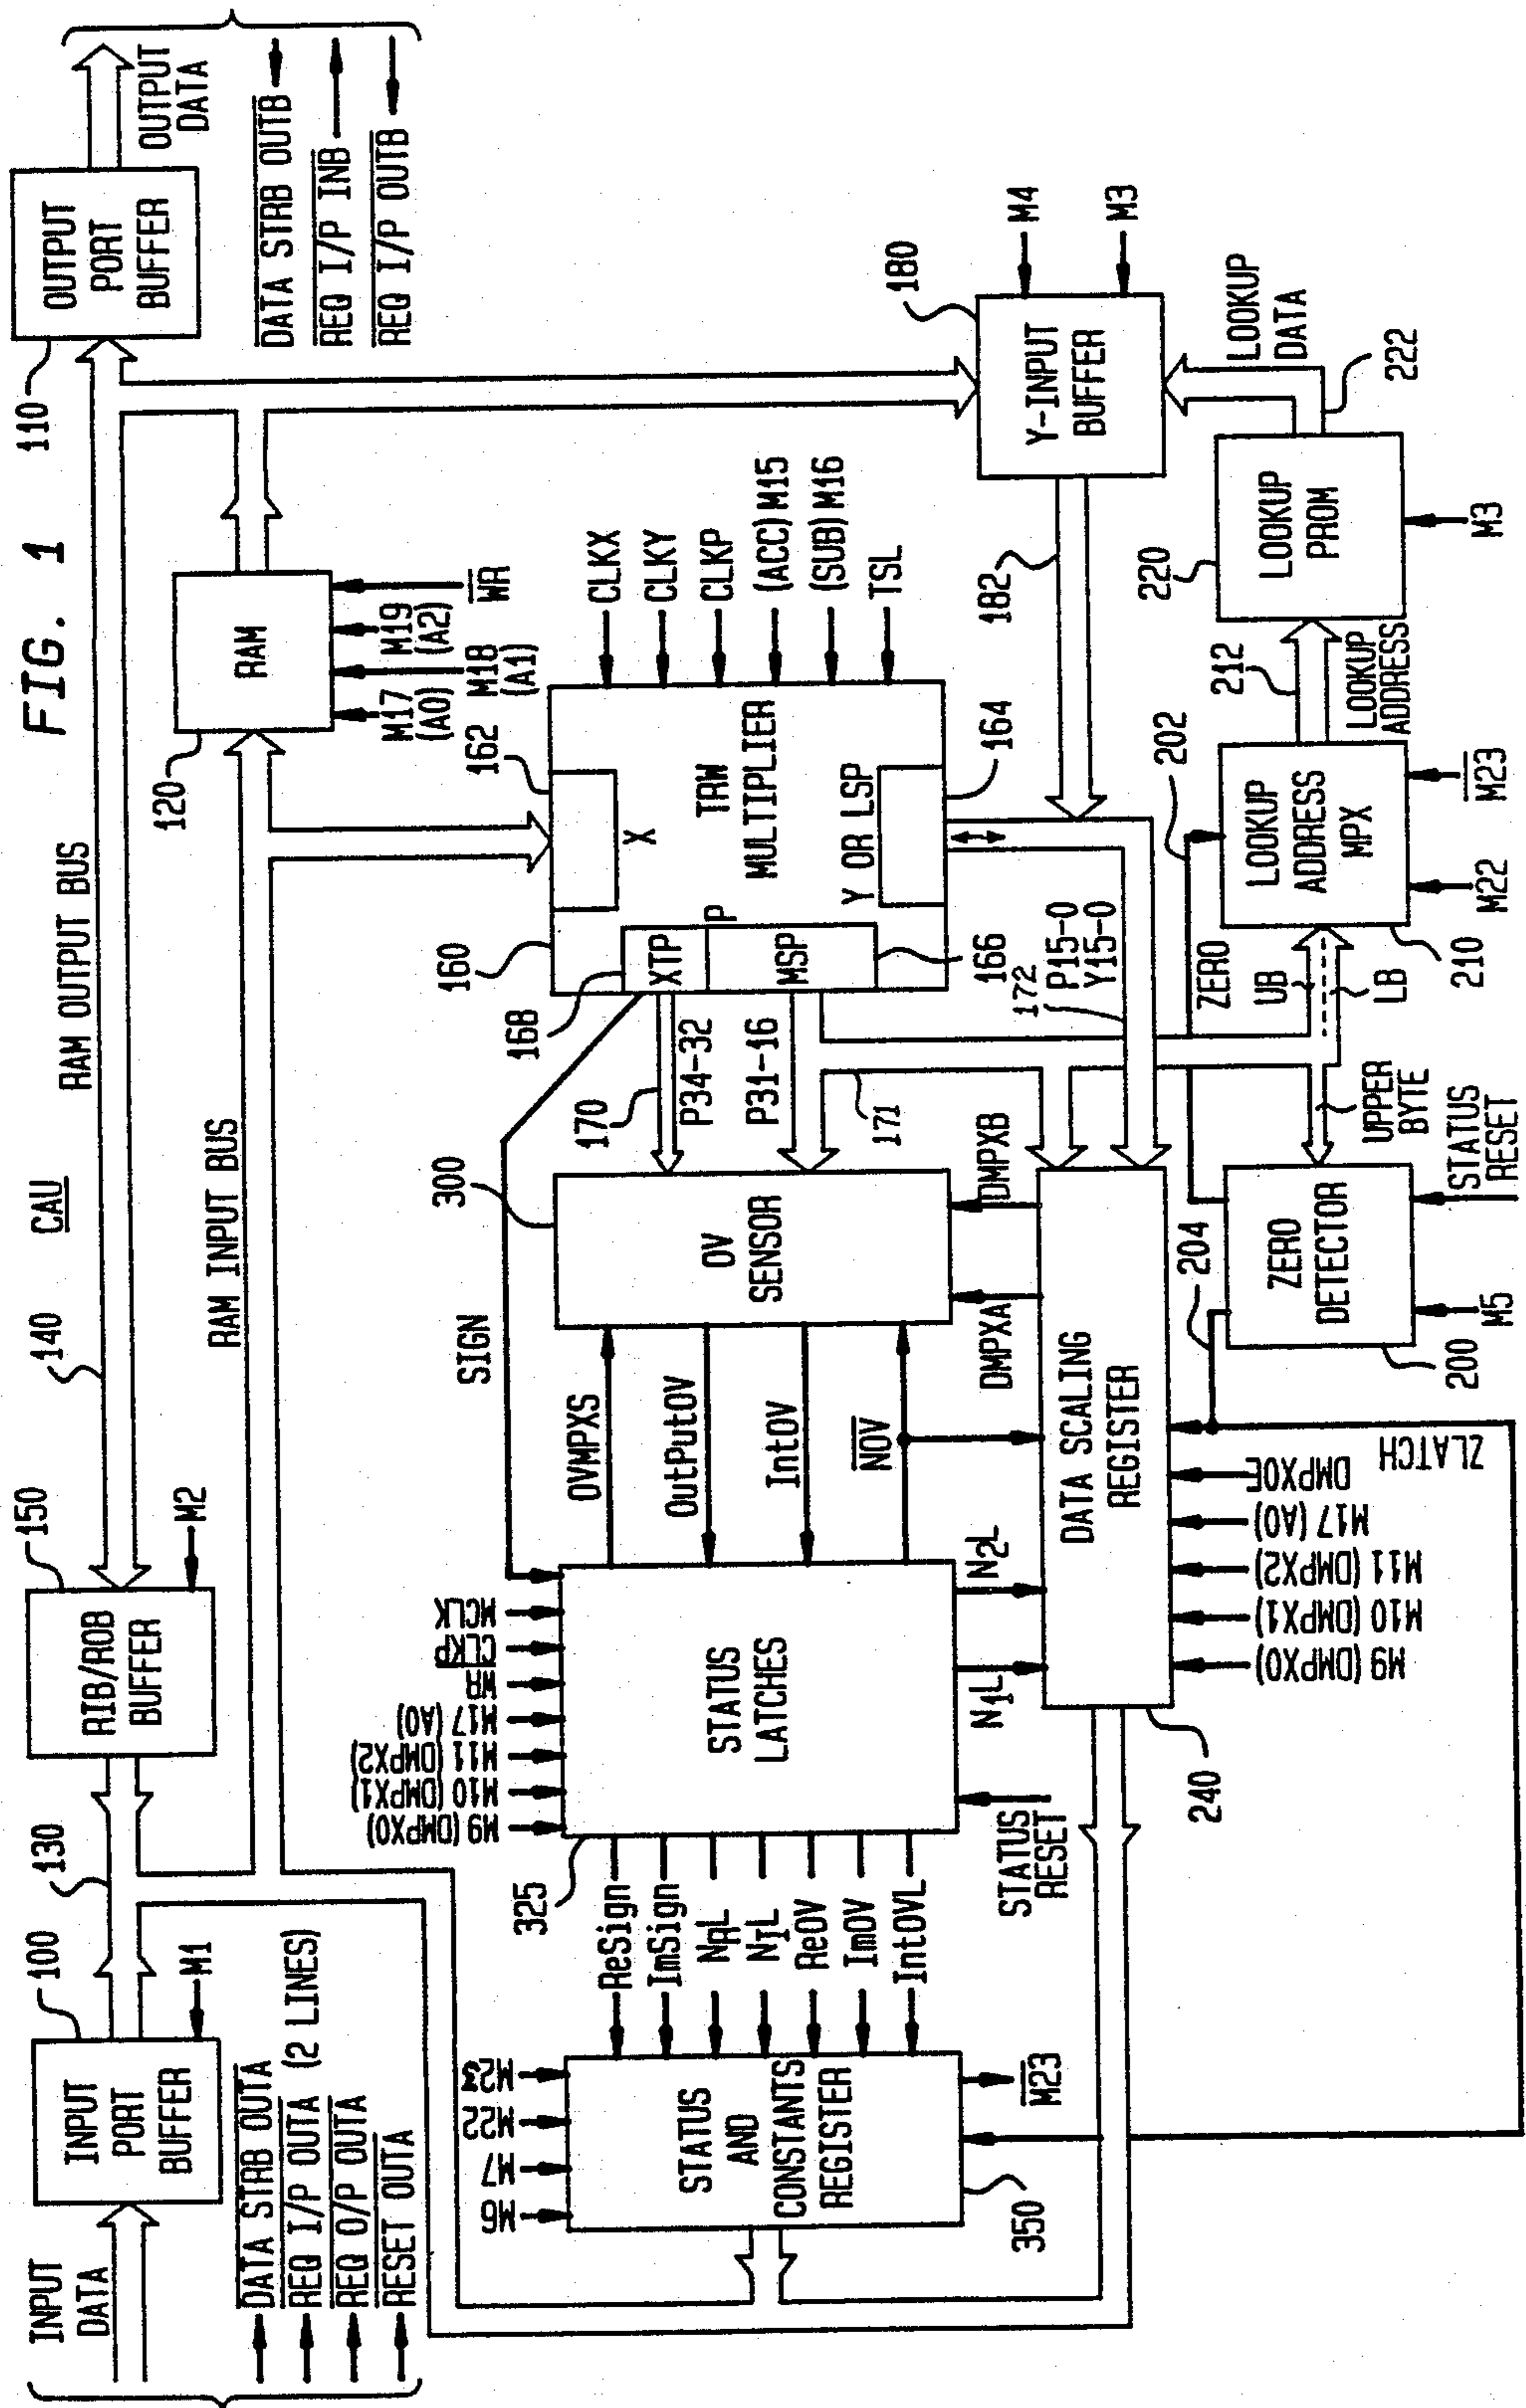 FIG. 1
CAU
INPUT
DATA
100
INPUT
PORT
BUFFER
M1
130
150
RIB/ROB
BUFFER
M2
140
RAM OUTPUT BUS
110
OUTPUT
PORT
BUFFER
OUTPUT
DATA
DATA STRB OUTA
REQ I/P OUTA (2 LINES)
REQ O/P OUTA
RESET OUTA
DATA STRB OUTB
REQ I/P INB
REQ I/P OUTB
RAM INPUT BUS
120
RAM
M17
(A0)
M18
(A1)
M19
(A2)
WR
M6
M7
M22
M23
STATUS
AND
CONSTANTS
REGISTER
350
M23
ReSign
ImSign
NRL
NIL
ReOV
ImOV
IntOVL
325
M9 (DMPX0)
M10 (DMPX1)
M11 (DMPX2)
M17 (A0)
WR
CLKP
MCLK
STATUS
LATCHES
STATUS
RESET
N1L
N2L
SIGN
OVMPXS
OutPutOV
IntOV
NOV
300
OV
SENSOR
DMPXA
DMPXB
170
P34-32
P31-16
171
168
160
162
X
XTP
P
MSP
166
TRW
MULTIPLIER
Y OR LSP
164
CLKX
CLKY
CLKP
(ACC) M15
(SUB) M16
TSL
172
P15-0
Y15-0
182
180
Y-INPUT
BUFFER
M4
M3
240
DATA SCALING
REGISTER
M9 (DMPX0)
M10 (DMPX1)
M11 (DMPX2)
M17 (A0)
DMPXOE
ZLATCH
204
200
ZERO
DETECTOR
M5
STATUS
RESET
UPPER
BYTE
ZERO
UB
LB
202
210
LOOKUP
ADDRESS
MPX
M22
M23
212
LOOKUP
ADDRESS
220
LOOKUP
PROM
M3
222
LOOKUP
DATA